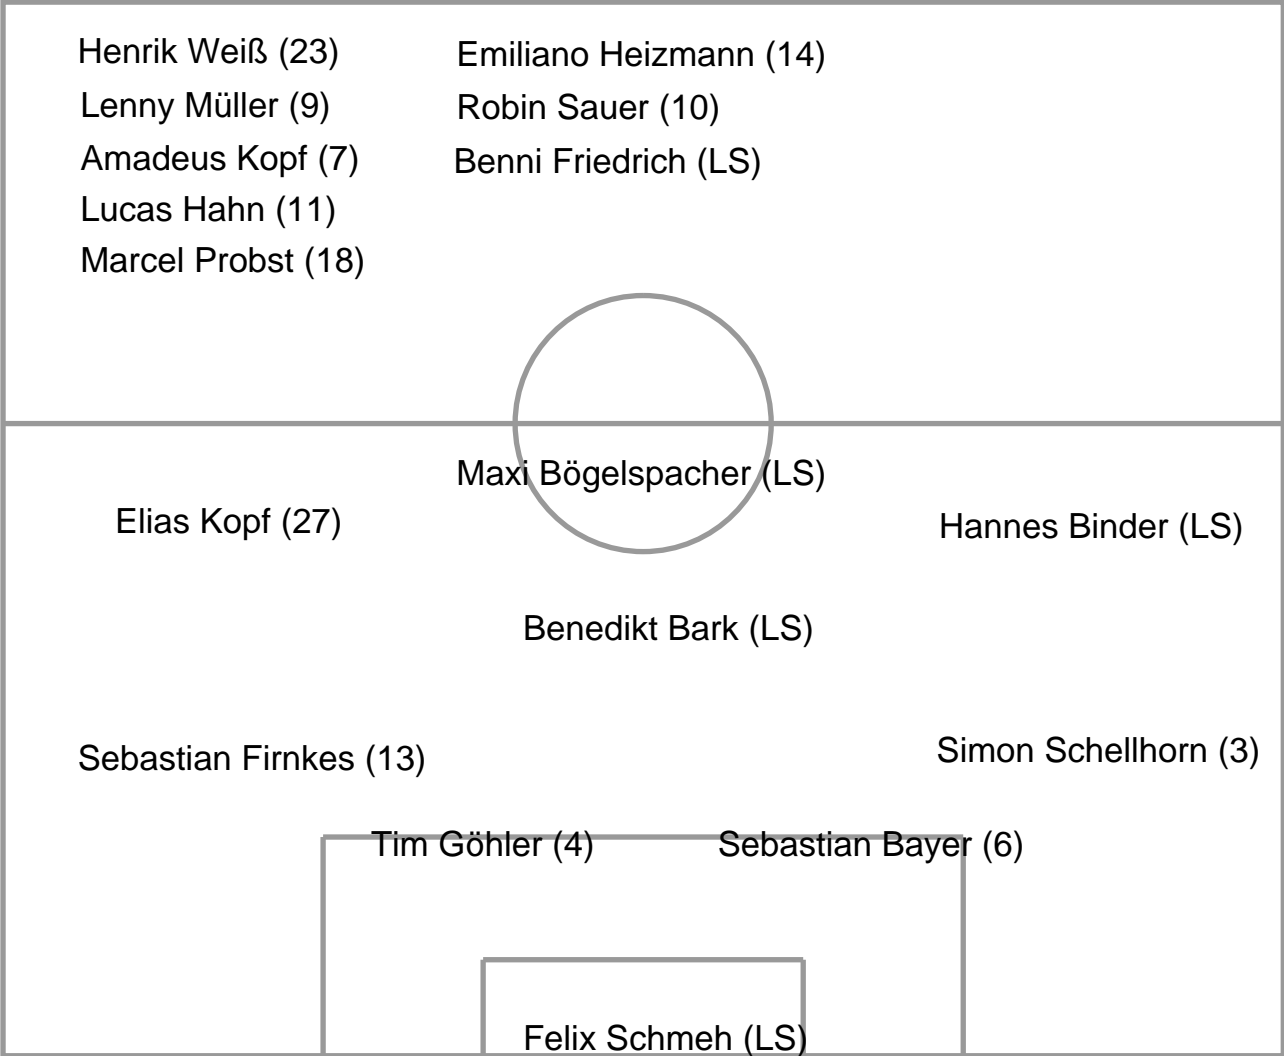 Henrik Weiß (23)
Lenny Müller (9)
Amadeus Kopf (7)
Lucas Hahn (11)
Marcel Probst (18)
Emiliano Heizmann (14)
Robin Sauer (10)
Benni Friedrich (LS)
Maxi Bögelspacher (LS)
Elias Kopf (27)
Hannes Binder (LS)
Benedikt Bark (LS)
Sebastian Firnkes (13)
Simon Schellhorn (3)
Tim Göhler (4)
Sebastian Bayer (6)
Felix Schmeh (LS)